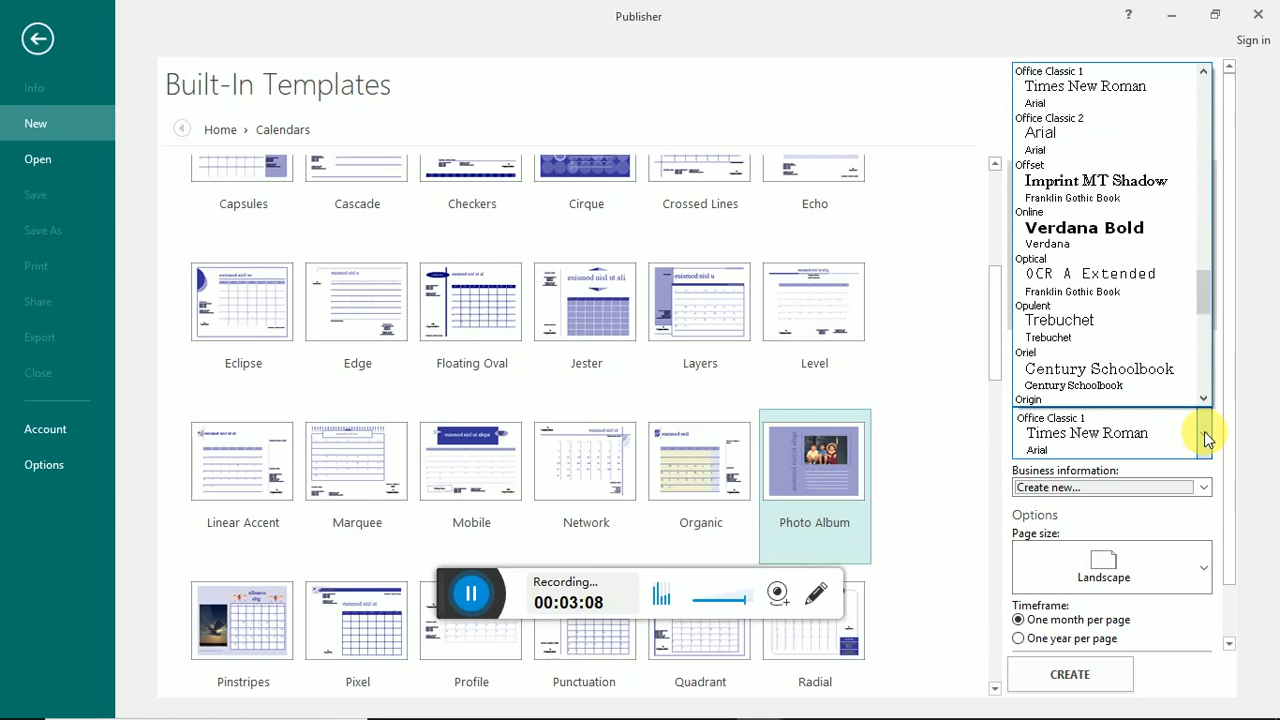 Publisher
?
Sign in
Info
New
Open
Save
Save As
Print
Share
Export
Close
Account
Options
Built-In Templates
Home › Calendars
Capsules
Cascade
Checkers
Cirque
Crossed Lines
Echo
Eclipse
Edge
Floating Oval
Jester
Layers
Level
Linear Accent
Marquee
Mobile
Network
Organic
Photo Album
Pinstripes
Pixel
Profile
Punctuation
Quadrant
Radial
Recording...
00:03:08
Office Classic 1
Times New Roman
Arial
Office Classic 2
Arial
Arial
Offset
Imprint MT Shadow
Franklin Gothic Book
Online
Verdana Bold
Verdana
Optical
OCR A Extended
Franklin Gothic Book
Opulent
Trebuchet
Trebuchet
Oriel
Century Schoolbook
Century Schoolbook
Origin
Office Classic 1
Times New Roman
Arial
Business information:
Create new...
Options
Page size:
Landscape
Timeframe:
One month per page
One year per page
CREATE